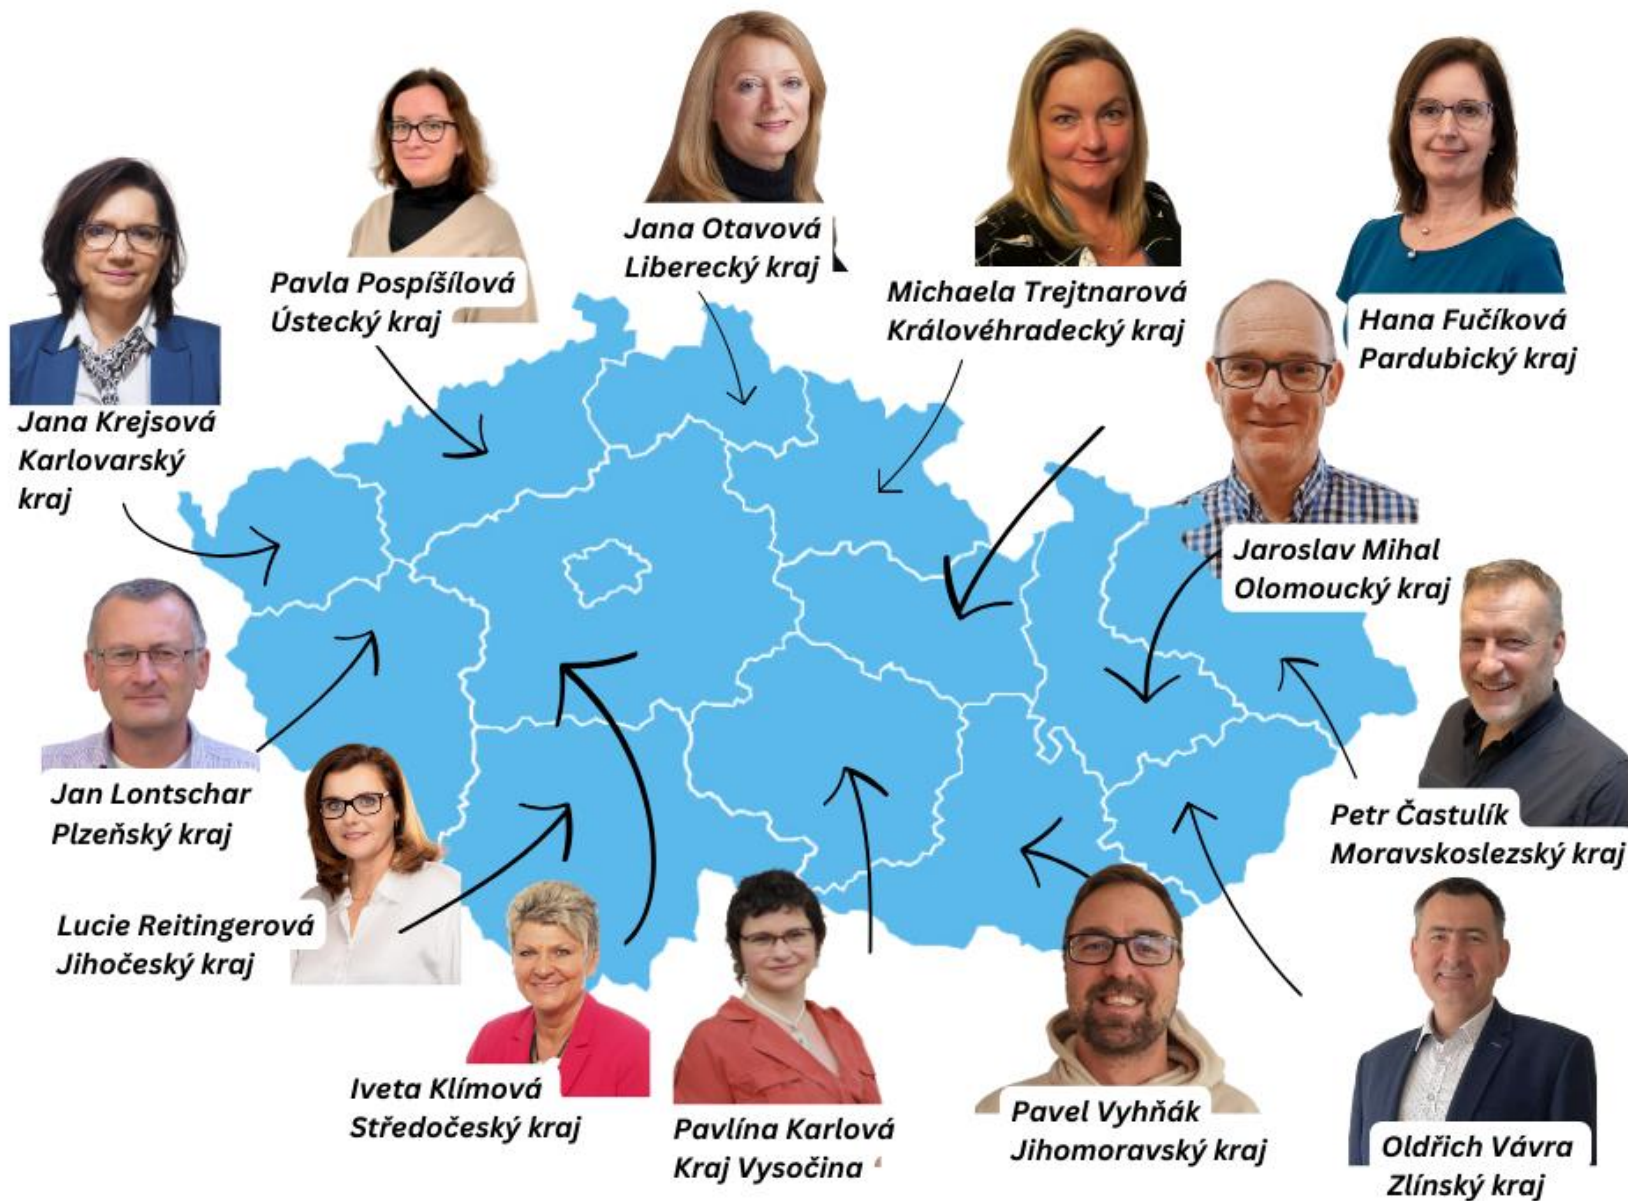 Jana Otavová
Liberecký kraj
Pavla Pospíšílová
Ústecký kraj
Michaela Trejtnarová
Královéhradecký kraj
Hana Fučíková
Pardubický kraj
Jana Krejsová
Karlovarský
kraj
Jaroslav Mihal
Olomoucký kraj
Jan Lontschar
Plzeňský kraj
Petr Častulík
Moravskoslezský kraj
Lucie Reitingerová
Jihočeský kraj
Iveta Klímová
Středočeský kraj
Pavlína Karlová
Kraj Vysočina
Pavel Vyhňák
Jihomoravský kraj
Oldřich Vávra
Zlínský kraj